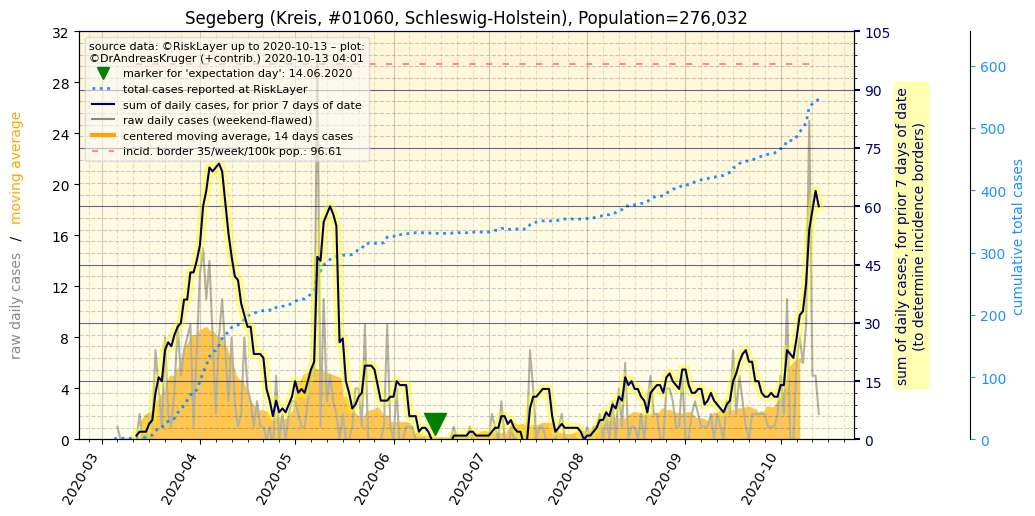 Segeberg (Kreis, #01060, Schleswig-Holstein), Population=276,032
source data: ©RiskLayer up to 2020-10-13 – plot:
©DrAndreasKruger (+contrib.) 2020-10-13 04:01
marker for 'expectation day': 14.06.2020
total cases reported at RiskLayer
sum of daily cases, for prior 7 days of date
raw daily cases (weekend-flawed)
centered moving average, 14 days cases
incid. border 35/week/100k pop.: 96.61
raw daily cases / moving average
32
28
24
20
16
12
8
4
0
105
90
75
60
45
30
15
0
sum of daily cases, for prior 7 days of date
(to determine incidence borders)
600
500
400
300
200
100
0
cumulative total cases
2020-03
2020-04
2020-05
2020-06
2020-07
2020-08
2020-09
2020-10